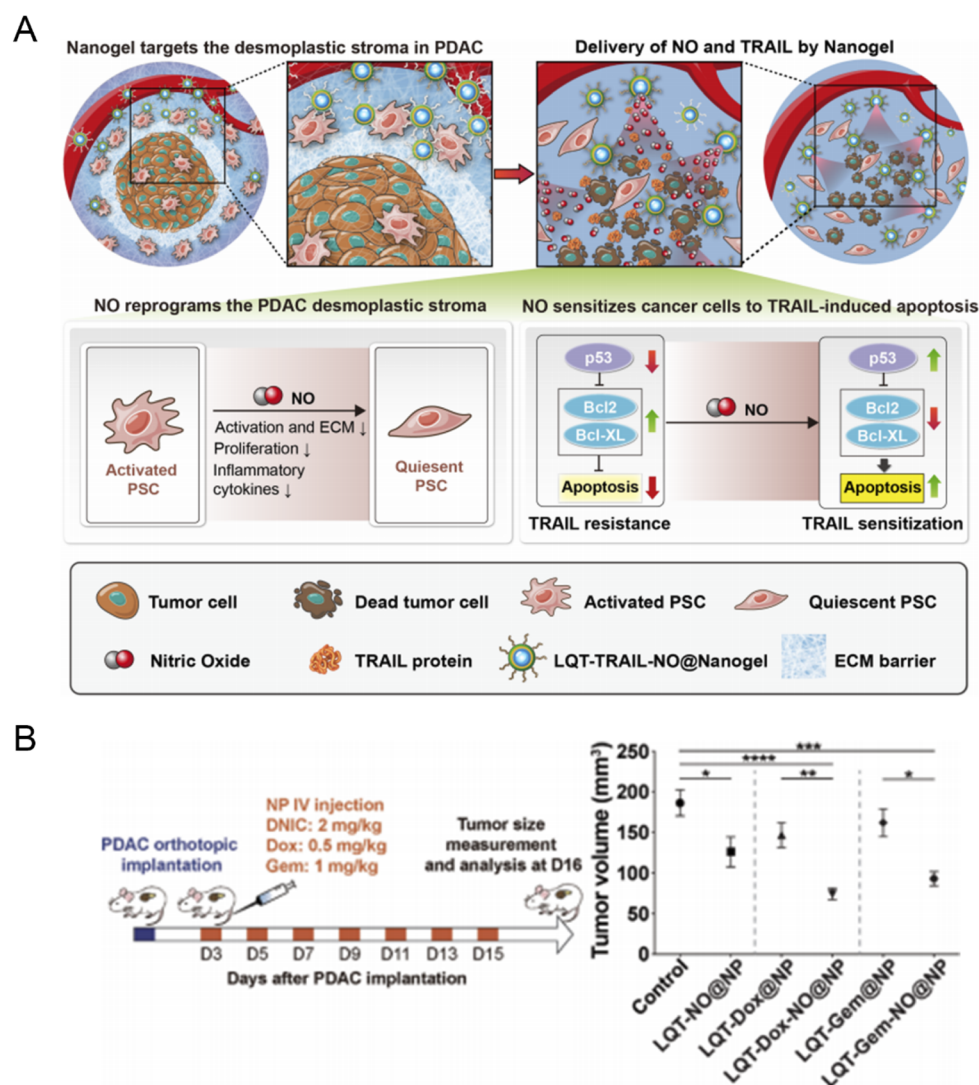 A
Nanogel targets the desmoplastic stroma in PDAC
Delivery of NO and TRAIL by Nanogel
NO reprograms the PDAC desmoplastic stroma
NO sensitizes cancer cells to TRAIL-induced apoptosis
Activated
PSC
NO
Activation and ECM ↓
Proliferation ↓
Inflammatory
cytokines ↓
Quiesent
PSC
p53
Bcl2
Bcl-XL
Apoptosis
TRAIL resistance
NO
p53
Bcl2
Bcl-XL
Apoptosis
TRAIL sensitization
Tumor cell
Dead tumor cell
Activated PSC
Quiescent PSC
Nitric Oxide
TRAIL protein
LQT-TRAIL-NO@Nanogel
ECM barrier
B
PDAC orthotopic
implantation
NP IV injection
DNIC: 2 mg/kg
Dox: 0.5 mg/kg
Gem: 1 mg/kg
Tumor size
measurement
and analysis at D16
D3 D5 D7 D9 D11 D13 D15
Days after PDAC implantation
Tumor volume (mm³)
250
200
150
100
50
0
***
****
* ** *
Control
LQT-NO@NP
LQT-Dox@NP
LQT-Dox-NO@NP
LQT-Gem@NP
LQT-Gem-NO@NP